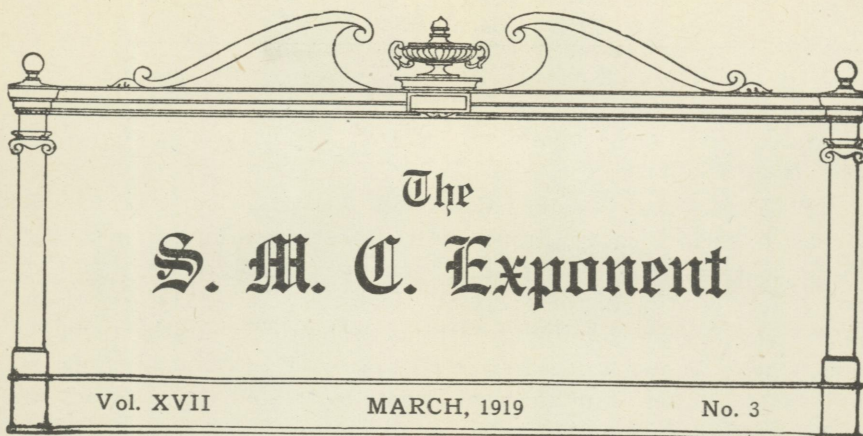 The
S. M. C. Exponent
Vol. XVII MARCH, 1919 No. 3